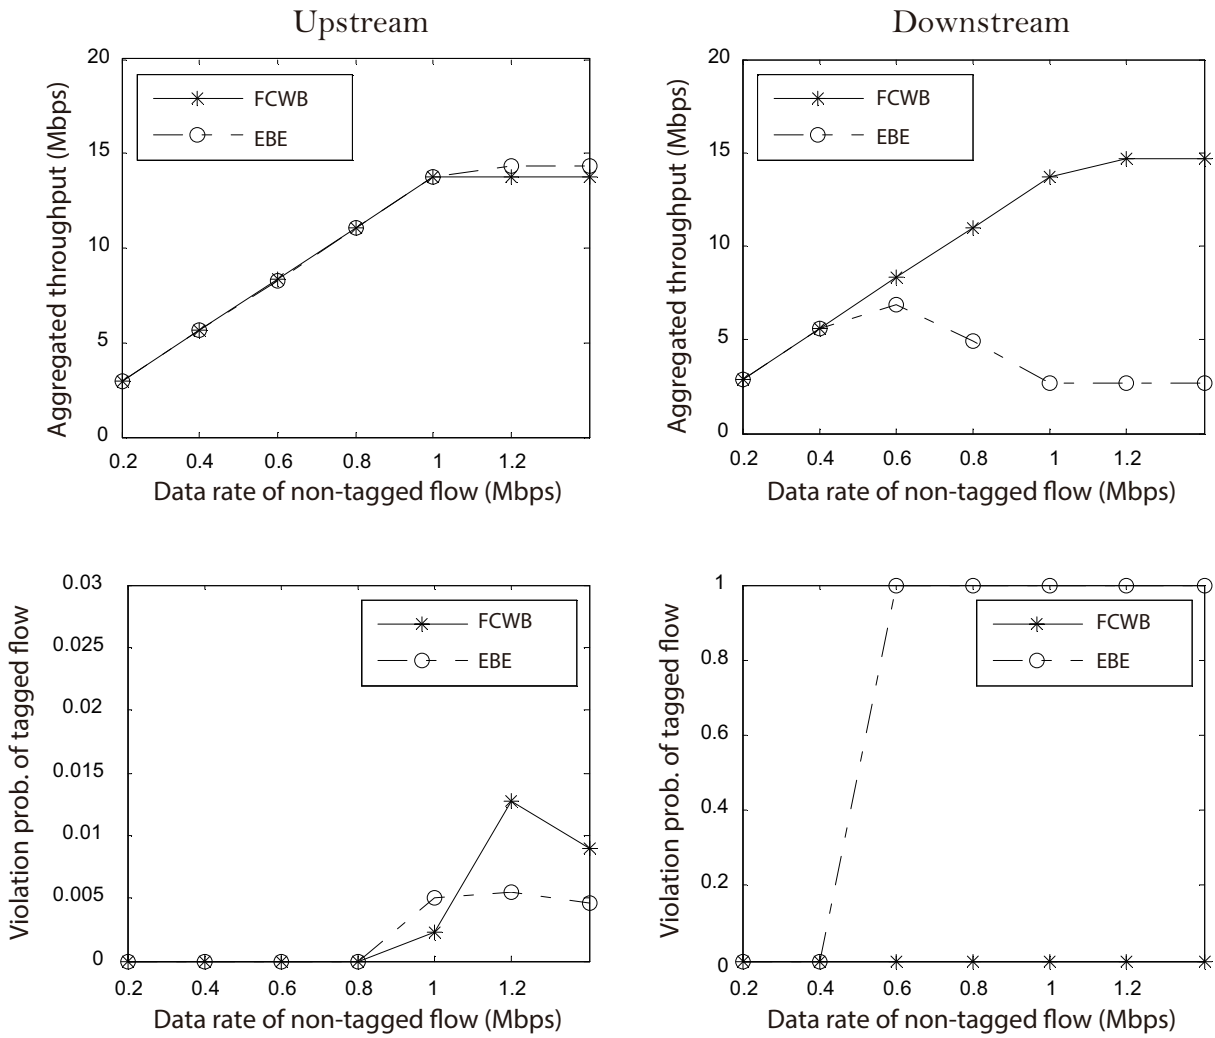 Upstream
Downstream
20
15
10
5
0
Aggregated throughput (Mbps)
FCWB
EBE
0.2 0.4 0.6 0.8 1 1.2
Data rate of non-tagged flow (Mbps)
20
15
10
5
0
Aggregated throughput (Mbps)
FCWB
EBE
0.2 0.4 0.6 0.8 1 1.2
Data rate of non-tagged flow (Mbps)
0.03
0.025
0.02
0.015
0.01
0.005
0
Violation prob. of tagged flow
FCWB
EBE
0.2 0.4 0.6 0.8 1 1.2
Data rate of non-tagged flow (Mbps)
1
0.8
0.6
0.4
0.2
0
Violation prob. of tagged flow
FCWB
EBE
0.2 0.4 0.6 0.8 1 1.2
Data rate of non-tagged flow (Mbps)